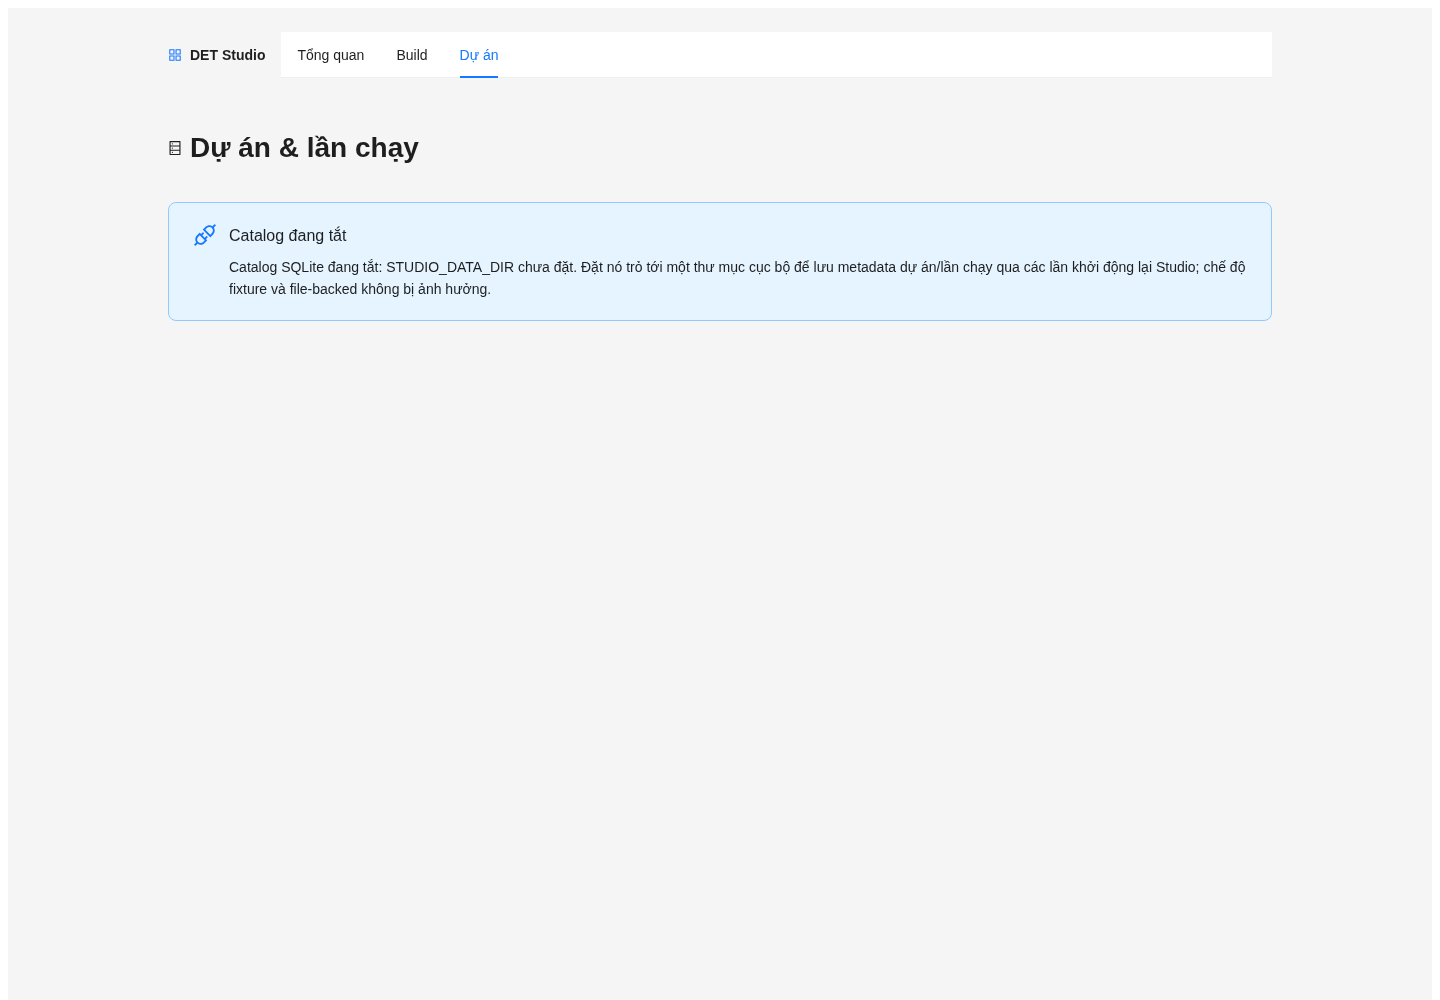 DET Studio
Tổng quan
Build
Dự án
Dự án & lần chạy
Catalog đang tắt
Catalog SQLite đang tắt: STUDIO_DATA_DIR chưa đặt. Đặt nó trỏ tới một thư mục cục bộ để lưu metadata dự án/lần chạy qua các lần khởi động lại Studio; chế độ
fixture và file-backed không bị ảnh hưởng.